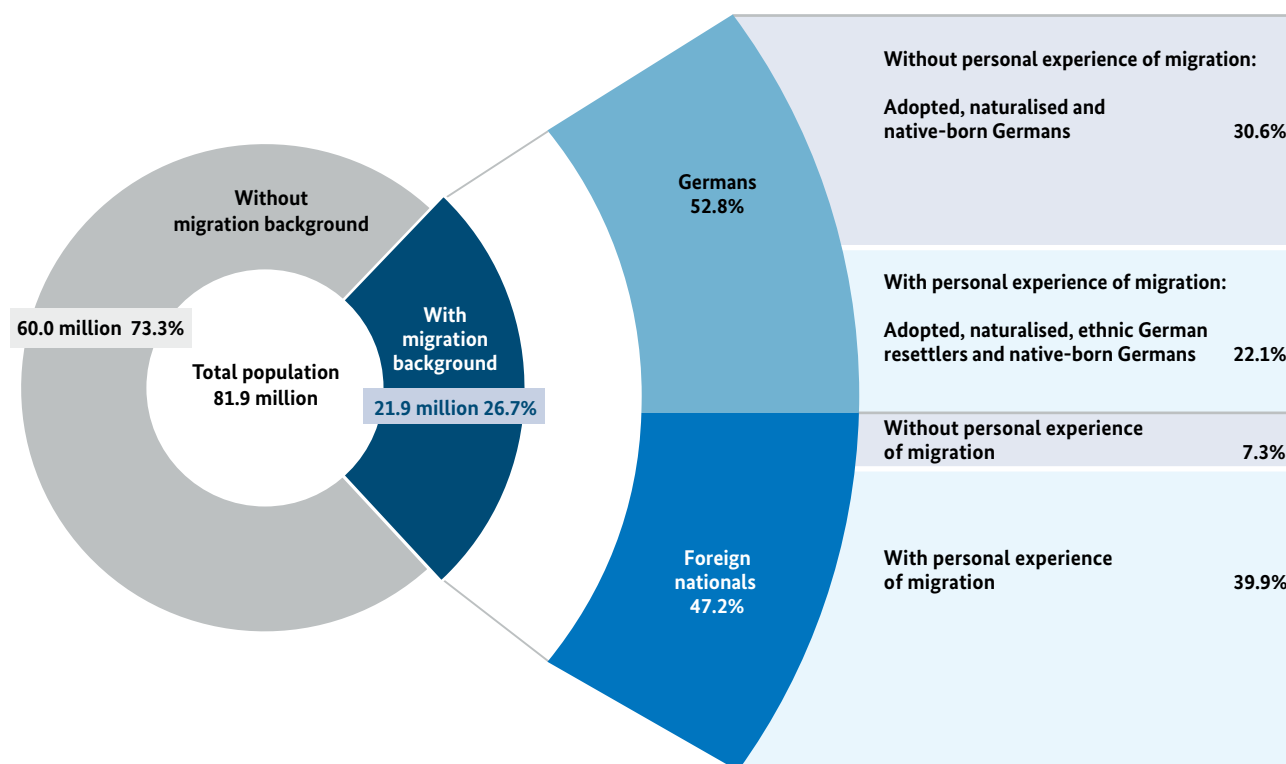 Without
migration background
60.0 million 73.3%
Total population
81.9 million
With
migration
background
21.9 million 26.7%
Germans
52.8%
Foreign
nationals
47.2%
Without personal experience of migration:
Adopted, naturalised and
native-born Germans 30.6%
With personal experience of migration:
Adopted, naturalised, ethnic German
resettlers and native-born Germans 22.1%
Without personal experience
of migration 7.3%
With personal experience
of migration 39.9%